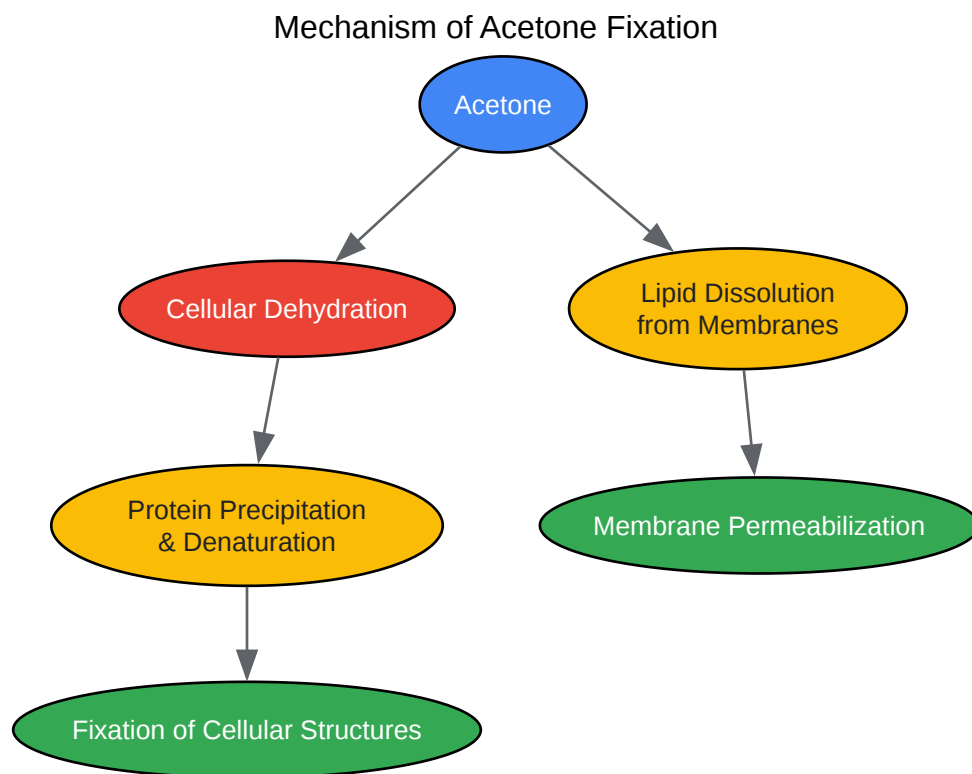 Mechanism of Acetone Fixation
Acetone
Cellular Dehydration
Lipid Dissolution
from Membranes
Protein Precipitation
& Denaturation
Membrane Permeabilization
Fixation of Cellular Structures